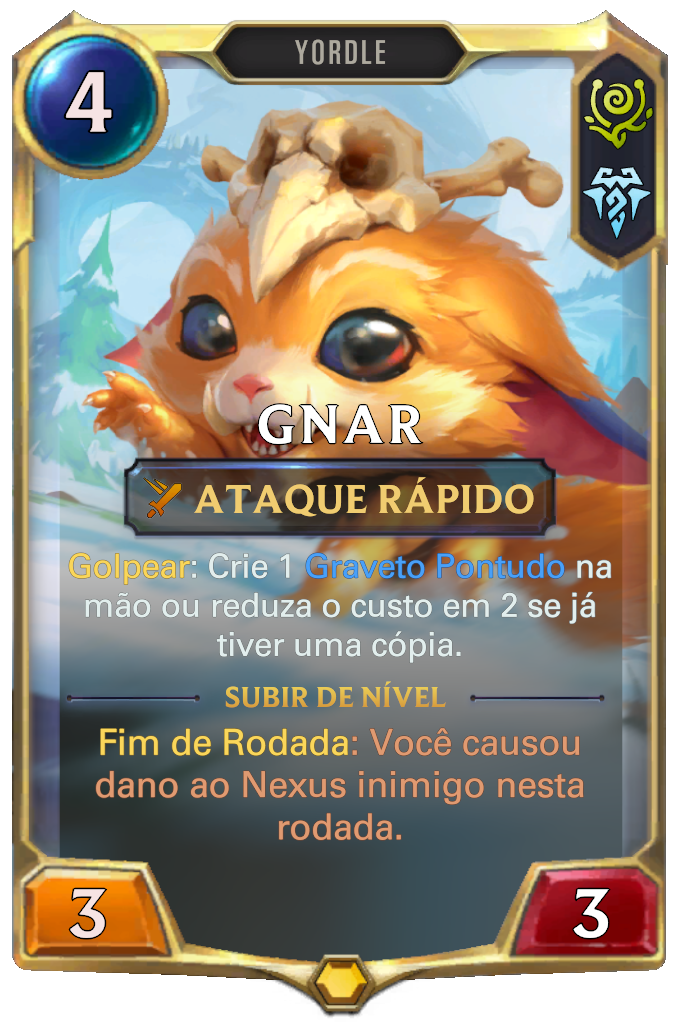 YORDLE
4
GNAR
ATAQUE RÁPIDO
Golpear: Crie 1 Graveto Pontudo na
mão ou reduza o custo em 2 se já
tiver uma cópia.
SUBIR DE NÍVEL
Fim de Rodada: Você causou
dano ao Nexus inimigo nesta
rodada.
3
3